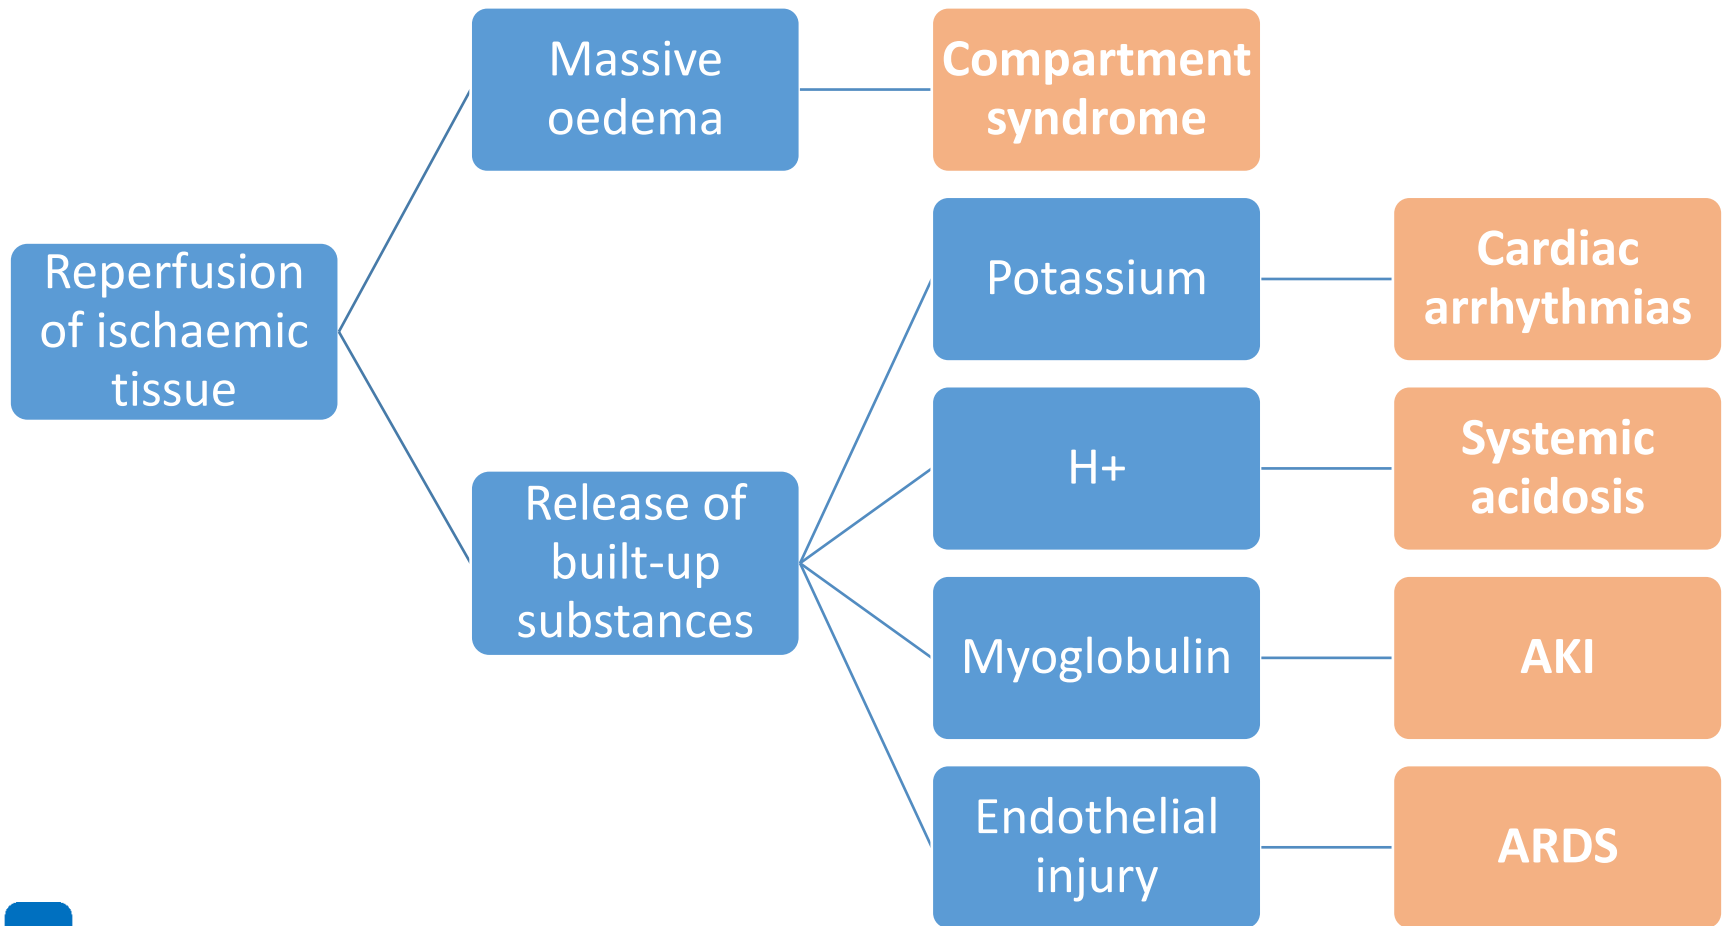 Massive
oedema
Compartment
syndrome
Reperfusion
of ischaemic
tissue
Potassium
Cardiac
arrhythmias
H+
Systemic
acidosis
Release of
built-up
substances
Myoglobulin
AKI
Endothelial
injury
ARDS